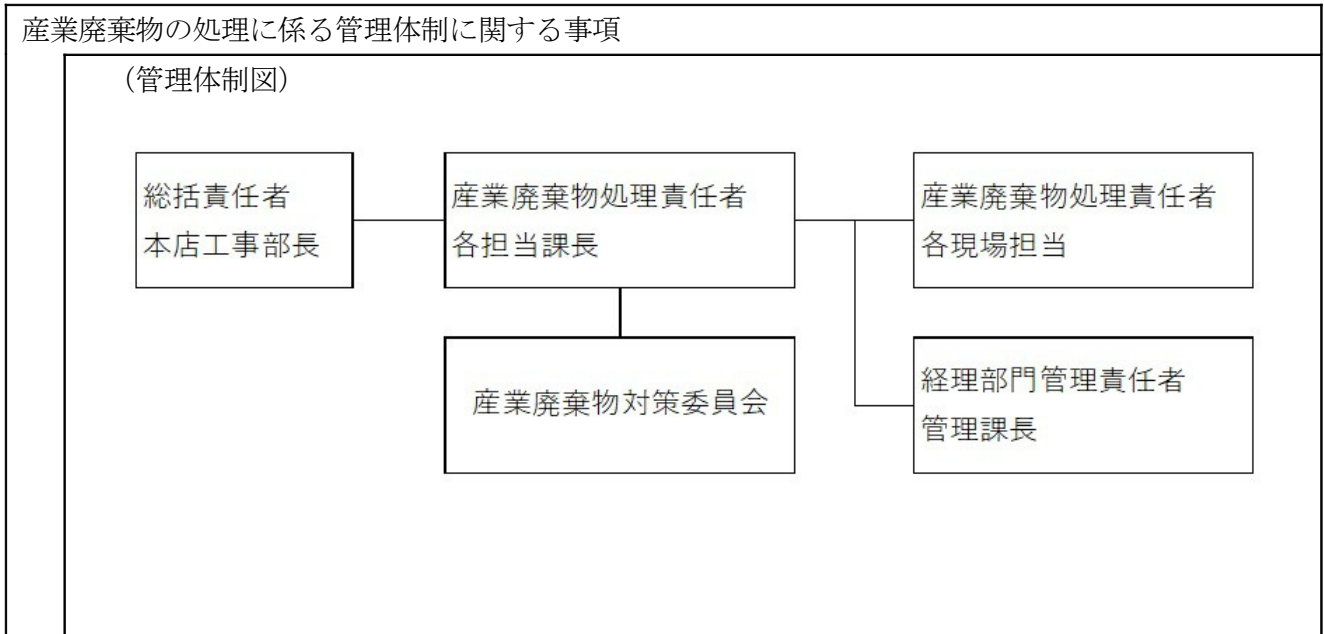 産業廃棄物の処理に係る管理体制に関する事項
（管理体制図）
総括責任者
本店工事部長
産業廃棄物処理責任者
各担当課長
産業廃棄物処理責任者
各現場担当
産業廃棄物対策委員会
経理部門管理責任者
管理課長